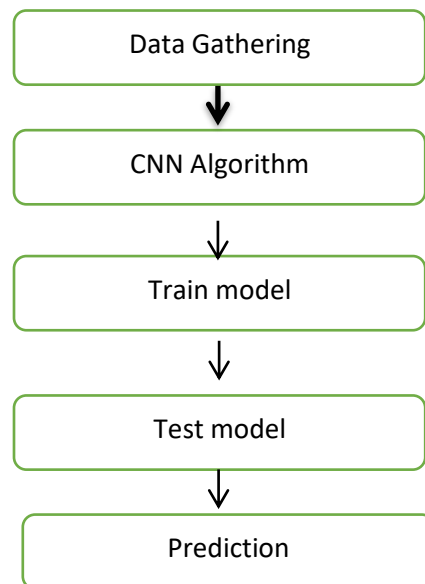 Data Gathering
CNN Algorithm
Train model
Test model
Prediction